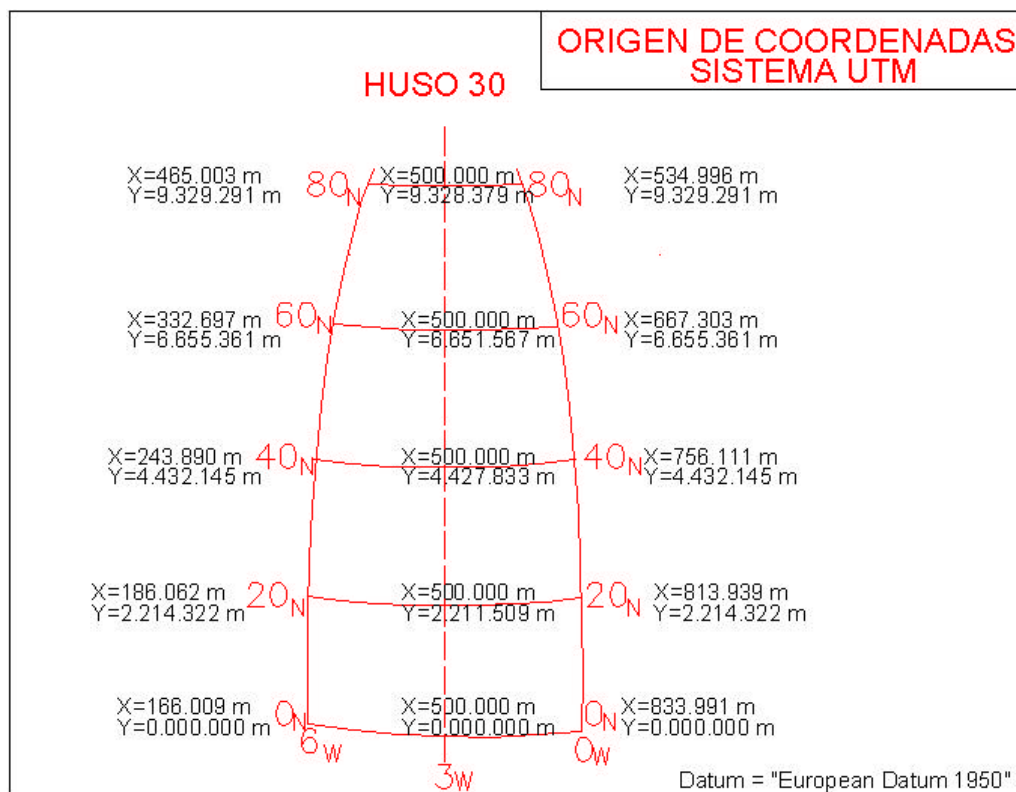 ORIGEN DE COORDENADAS
SISTEMA UTM
HUSO 30
X=465.003 m
Y=9.329.291 m
80N
X=500.000 m
Y=9.328.379 m
80N
X=534.996 m
Y=9.329.291 m
X=332.697 m
Y=6.655.361 m
60N
X=500.000 m
Y=6.651.567 m
60N
X=667.303 m
Y=6.655.361 m
X=243.890 m
Y=4.432.145 m
40N
X=500.000 m
Y=4.427.833 m
40N
X=756.111 m
Y=4.432.145 m
X=186.062 m
Y=2.214.322 m
20N
X=500.000 m
Y=2.211.509 m
20N
X=813.939 m
Y=2.214.322 m
X=166.009 m
Y=0.000.000 m
0N
X=500.000 m
Y=0.000.000 m
0N
X=833.991 m
Y=0.000.000 m
6W
3W
0W
Datum = "European Datum 1950"